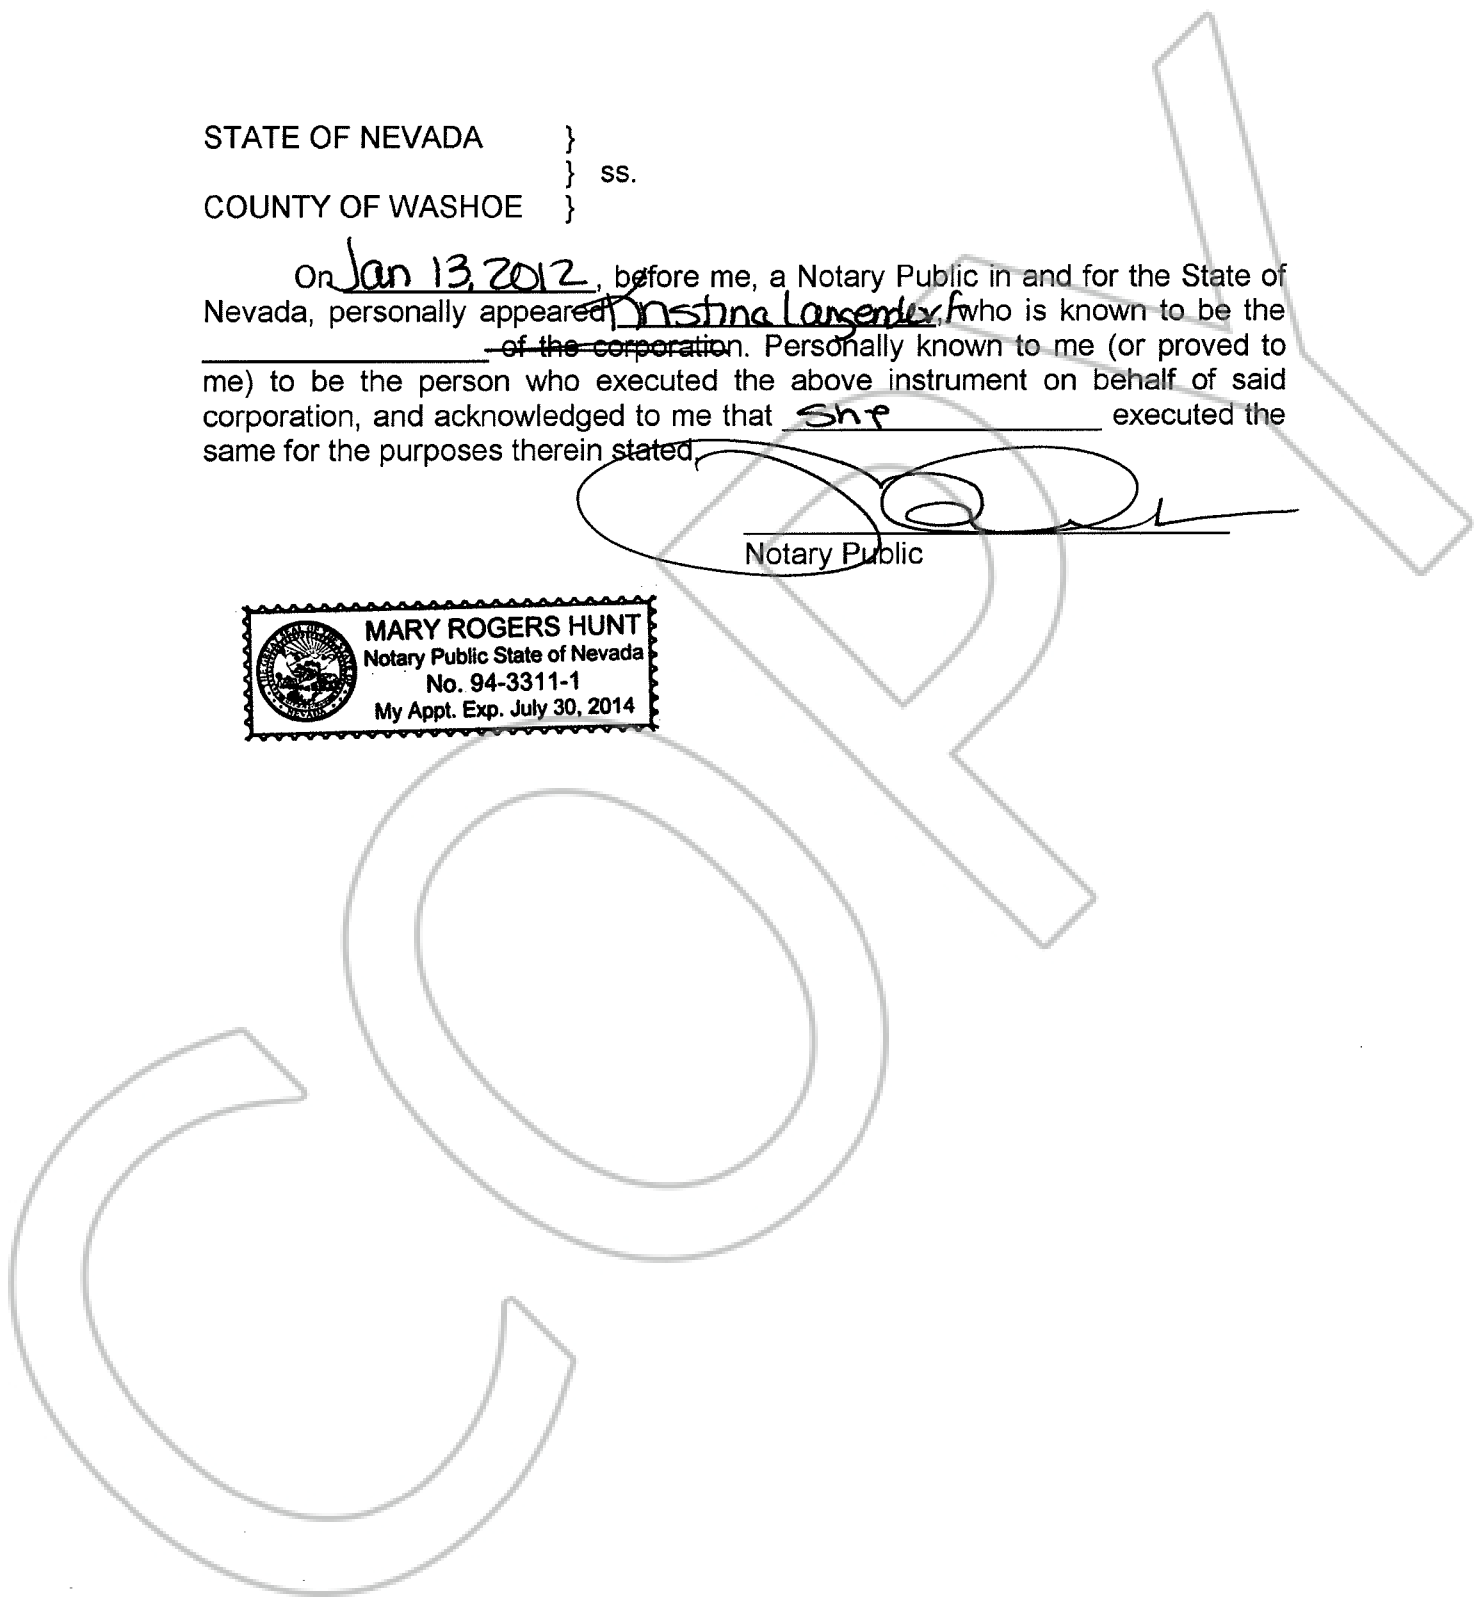 STATE OF NEVADA }
} ss.
COUNTY OF WASHOE }
On Jan 13, 2012, before me, a Notary Public in and for the State of
Nevada, personally appeared Kristina who is known to be the
of the corporation. Personally known to me (or proved to
me) to be the person who executed the above instrument on behalf of said
corporation, and acknowledged to me that she executed the
same for the purposes therein stated.
Notary Public
MARY ROGERS HUNT
Notary Public State of Nevada
No. 94-3311-1
My Appt. Exp. July 30, 2014
COPY